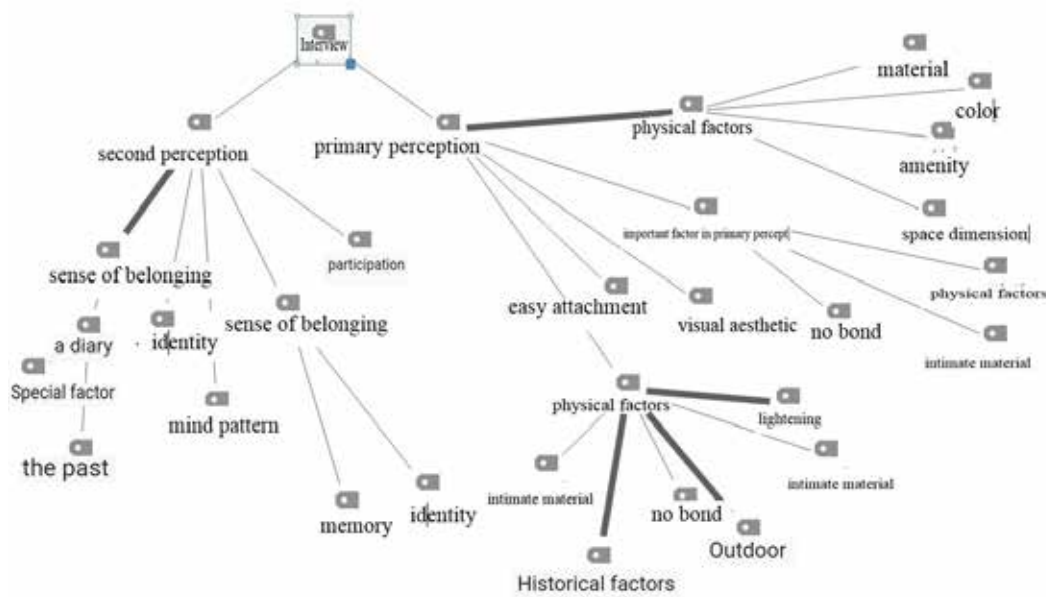 Interview
material
color
physical factors
second perception
primary perception
amenity
important factor in primary percept
space dimension
participation
sense of belonging
physical factors
easy attachment
visual aesthetic
no bond
sense of belonging
a diary
identity
intimate material
Special factor
physical factors
lightening
mind pattern
the past
intimate material
intimate material
memory
identity
no bond
Outdoor
Historical factors